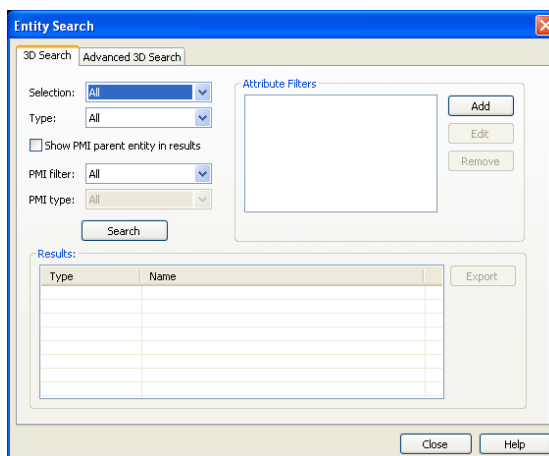 Entity Search
3D Search Advanced 3D Search
Selection: All
Type: All
Show PMI parent entity in results
PMI filter: All
PMI type: All
Search
Attribute Filters
Add
Edit
Remove
Results:
Type Name
Export
Close Help